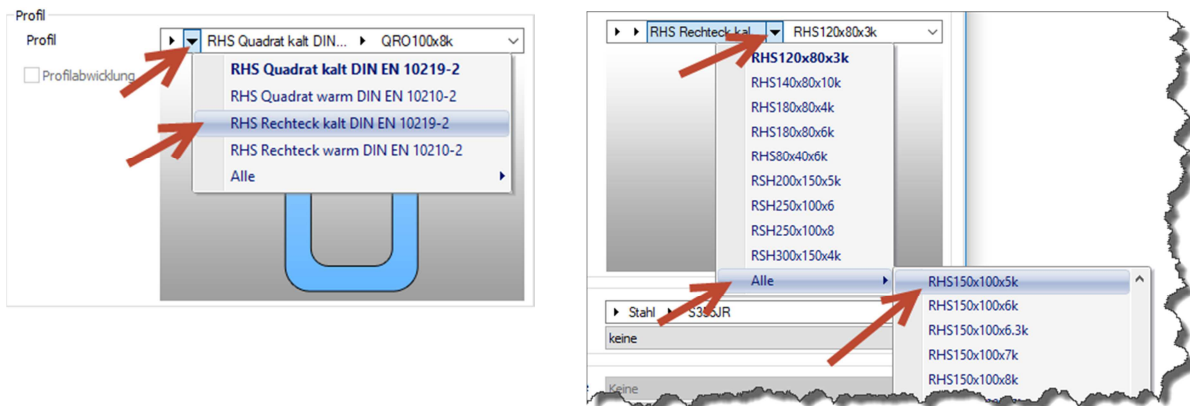 Profil
Profil
RHS Quadrat kalt DIN...
QRO100x8k
Profilabwicklung
RHS Quadrat kalt DIN EN 10219-2
RHS Quadrat warm DIN EN 10210-2
RHS Rechteck kalt DIN EN 10219-2
RHS Rechteck warm DIN EN 10210-2
Alle
RHS Rechteck kal...
RHS120x80x3k
RHS120x80x3k
RHS140x80x10k
RHS180x80x4k
RHS180x80x6k
RHS80x40x6k
RSH200x150x5k
RSH250x100x6
RSH250x100x8
RSH300x150x4k
Alle
RHS150x100x5k
RHS150x100x6k
RHS150x100x6.3k
RHS150x100x7k
RHS150x100x8k
Stahl
S355JR
keine
Keine